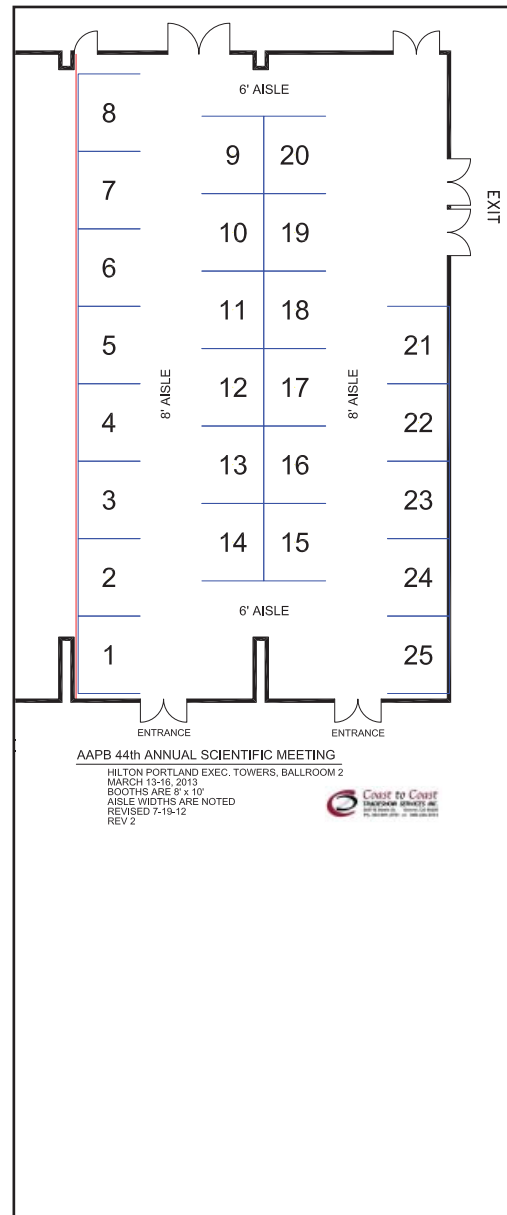 6' AISLE
EXIT
8
7
6
5
4
3
2
1
9 20
10 19
11 18
12 17
13 16
14 15
8' AISLE
8' AISLE
21
22
23
24
25
6' AISLE
ENTRANCE
ENTRANCE
AAPB 44th ANNUAL SCIENTIFIC MEETING
HILTON PORTLAND EXEC. TOWERS, BALLROOM 2
MARCH 13-16, 2013
BOOTHS ARE 8' x 10'
AISLE WIDTHS ARE NOTED
REVISED 7-19-12
REV 2
Coast to Coast
TRADESHOW SERVICES INC.